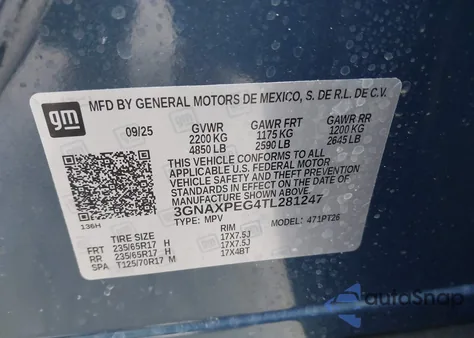 gm
MFD BY GENERAL MOTORS DE MEXICO, S. DE R.L. DE C.V.
09/25 GVWR GAWR FRT GAWR RR
2200 KG 1175 KG 1200 KG
4850 LB 2590 LB 2645 LB
THIS VEHICLE CONFORMS TO ALL
APPLICABLE U.S. FEDERAL MOTOR
VEHICLE SAFETY, BUMPER, AND THEFT
PREVENTION STANDARDS IN EFFECT ON THE
DATE OF MANUFACTURE SHOWN ABOVE.
3GNAXPEG4TL281247
136H TYPE: MPV MODEL: 471PT26
TIRE SIZE RIM
FRT 235/65R17 H 17X7.5J
RR 235/65R17 H 17X7.5J
SPA T125/70R17 M 17X4BT
autoSnap